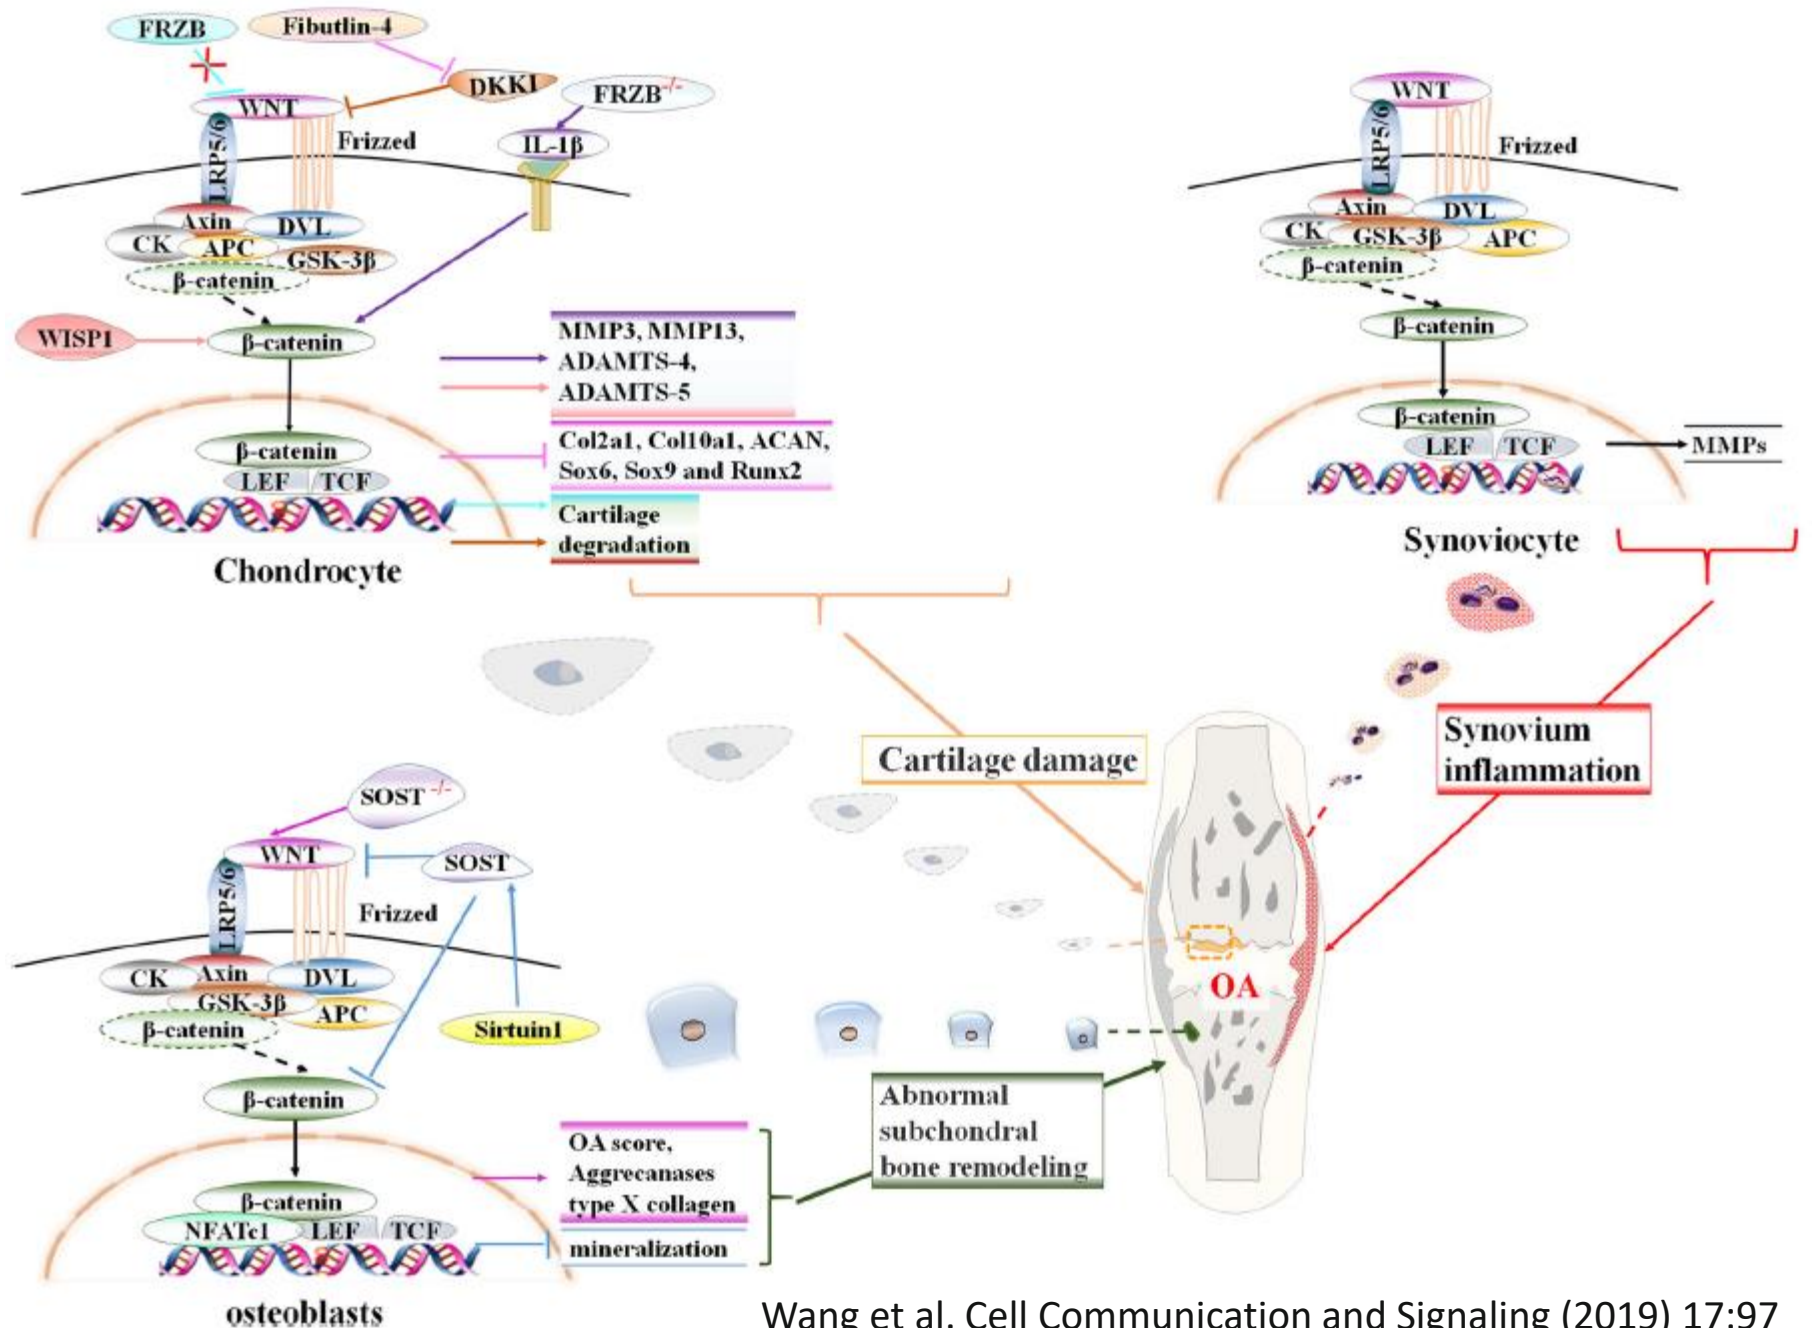 FRZB
Fibutlin-4
DKKI
FRZB-/-
WNT
LRP5/6
Frizzed
IL-1β
Axin
DVL
CK
APC
GSK-3β
β-catenin
WISP1
β-catenin
β-catenin
LEF
TCF
Chondrocyte
MMP3, MMP13,
ADAMTS-4,
ADAMTS-5
Col2a1, Col10a1, ACAN,
Sox6, Sox9 and Runx2
Cartilage
degradation
WNT
LRP5/6
Frizzed
Axin
DVL
CK
GSK-3β
APC
β-catenin
β-catenin
β-catenin
LEF
TCF
MMPs
Synoviocyte
Cartilage damage
Synovium
inflammation
OA
SOST -/-
WNT
SOST
LRP5/6
Frizzed
CK
Axin
DVL
GSK-3β
APC
β-catenin
Sirtuin1
β-catenin
β-catenin
NFATc1
LEF
TCF
osteoblasts
OA score,
Aggrecanases
type X collagen
mineralization
Abnormal
subchondral
bone remodeling
Wang et al. Cell Communication and Signaling (2019) 17:97